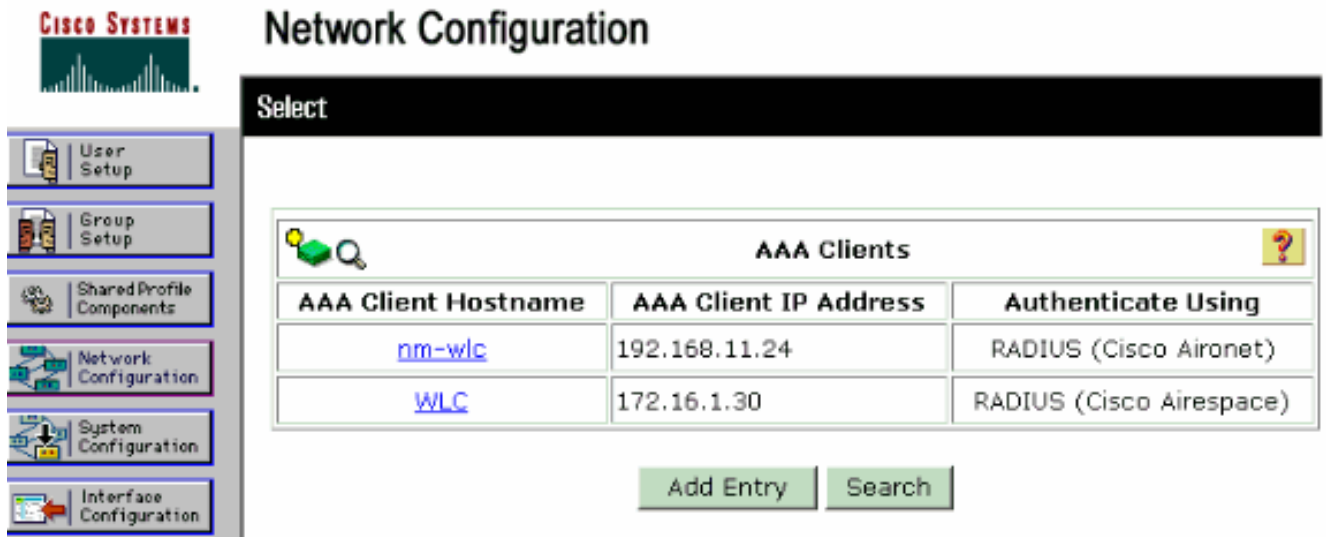 CISCO SYSTEMS
Network Configuration
Select
User
Setup
Group
Setup
Shared Profile
Components
Network
Configuration
System
Configuration
Interface
Configuration
AAA Clients
AAA Client Hostname AAA Client IP Address Authenticate Using
nm-wlc 192.168.11.24 RADIUS (Cisco Aironet)
WLC 172.16.1.30 RADIUS (Cisco Airespace)
Add Entry Search